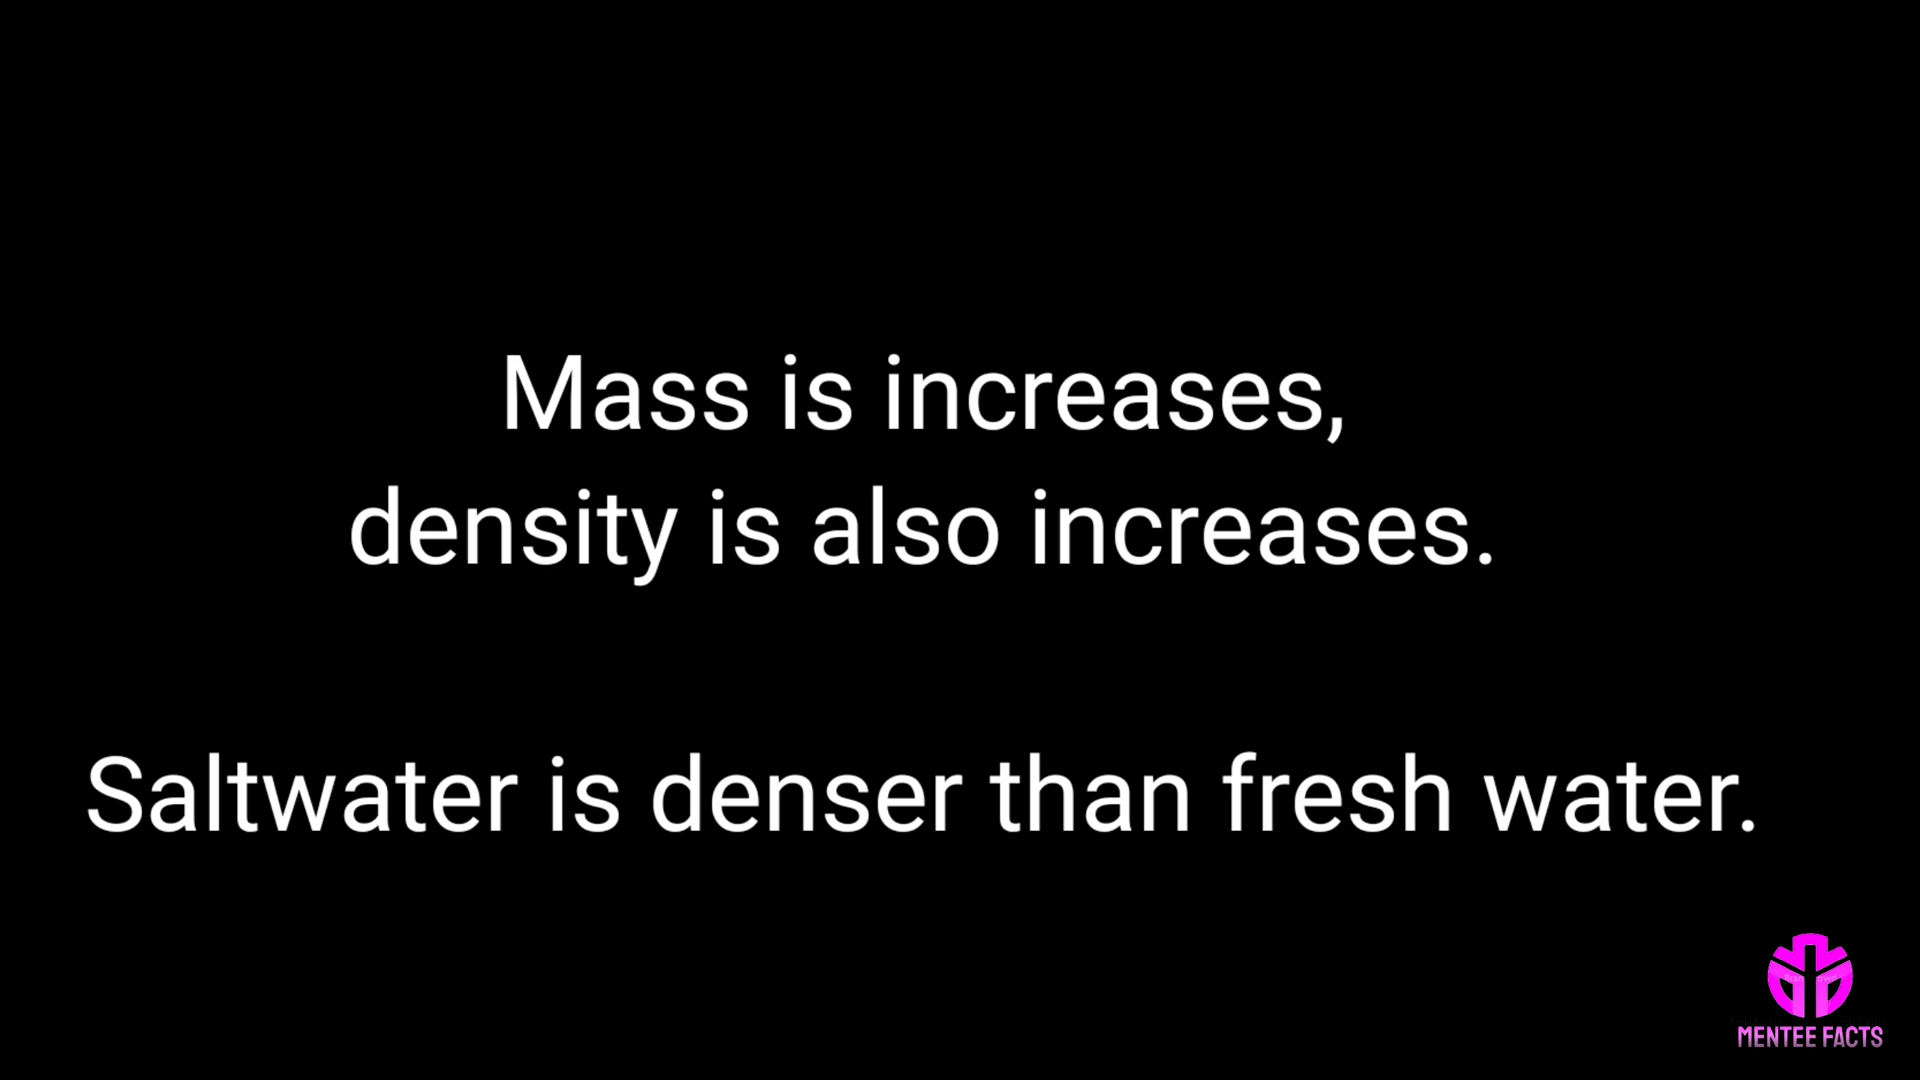 Mass is increases,
density is also increases.
Saltwater is denser than fresh water.
MENTEE FACTS